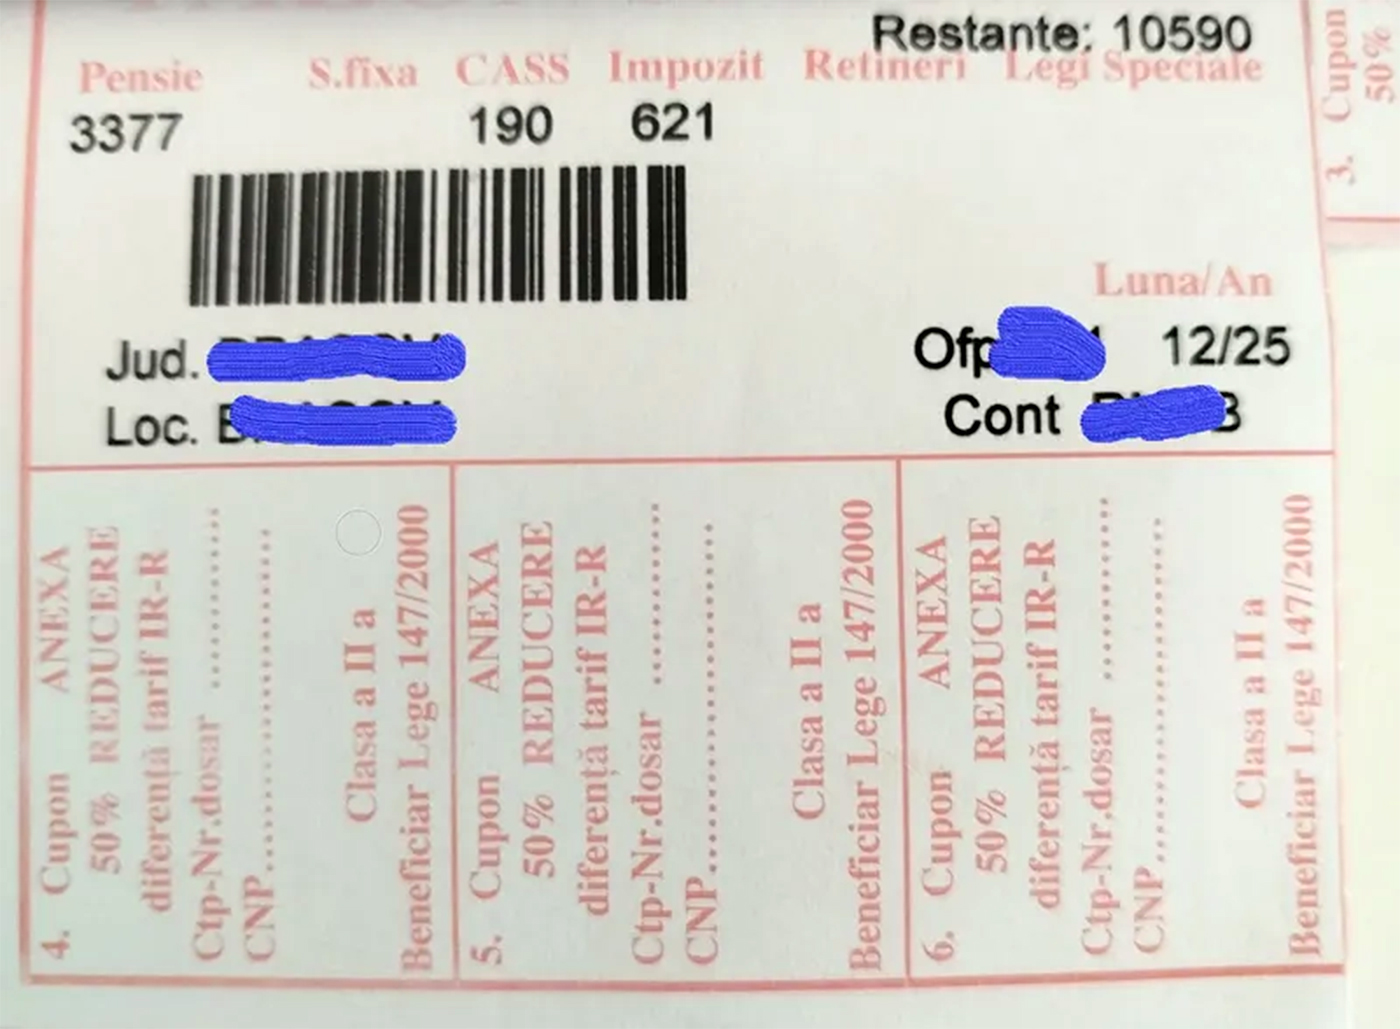 Restante: 10590
Pensie S.fixa CASS Impozit Retineri Legi Speciale
3377 190 621
Luna/An
Jud.
12/25
Loc.
Cont
3. Cupon
50%
4. Cupon ANEXA
50% REDUCERE
diferență tarif IR-R
Ctp-Nr.dosar ..............
CNP..............................
Clasa a II a
Beneficiar Lege 147/2000
5. Cupon ANEXA
50% REDUCERE
diferență tarif IR-R
Ctp-Nr.dosar ..............
CNP..............................
Clasa a II a
Beneficiar Lege 147/2000
6. Cupon ANEXA
50% REDUCERE
diferență tarif IR-R
Ctp-Nr.dosar ..............
CNP..............................
Clasa a II a
Beneficiar Lege 147/2000